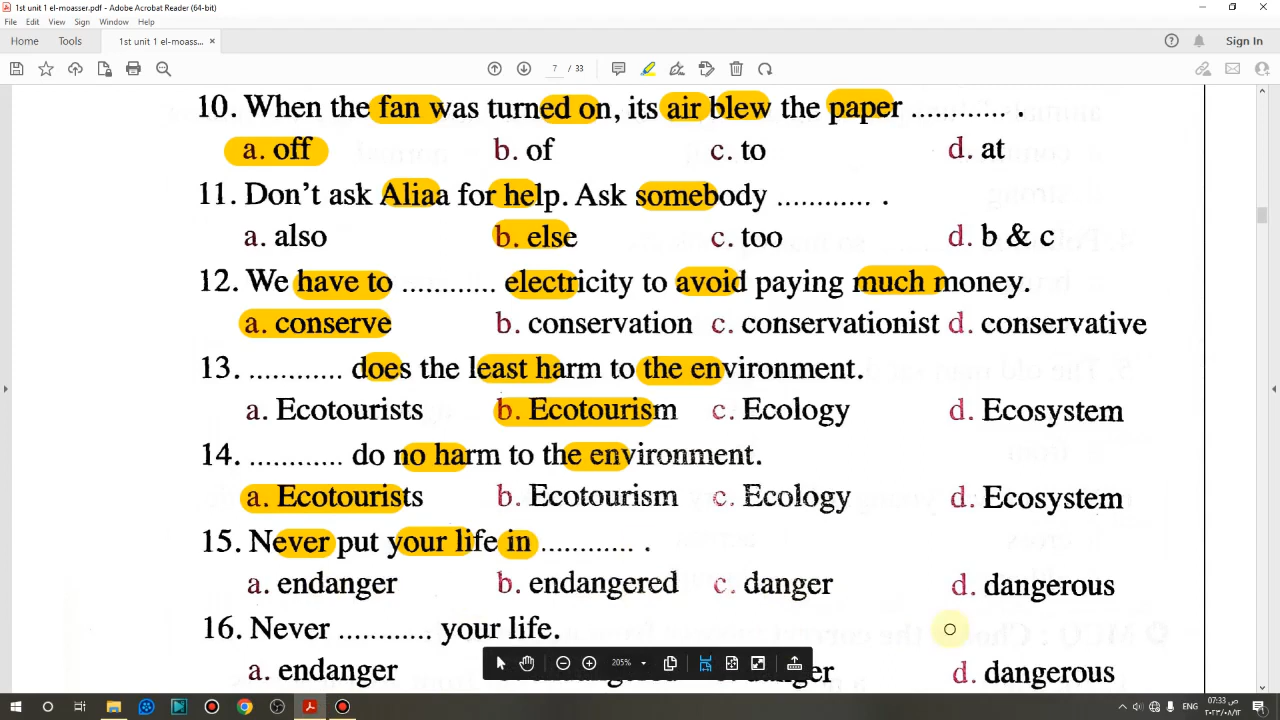 1st unit 1 el-moasser.pdf - Adobe Acrobat Reader (64-bit)
File Edit View Sign Window Help
Home Tools 1st unit 1 el-moass... × Sign In
7 / 33
10. When the fan was turned on, its air blew the paper ............ .
a. off b. of c. to d. at
11. Don't ask Aliaa for help. Ask somebody ............ .
a. also b. else c. too d. b & c
12. We have to ............ electricity to avoid paying much money.
a. conserve b. conservation c. conservationist d. conservative
13. ............ does the least harm to the environment.
a. Ecotourists b. Ecotourism c. Ecology d. Ecosystem
14. ............ do no harm to the environment.
a. Ecotourists b. Ecotourism c. Ecology d. Ecosystem
15. Never put your life in ............ .
a. endanger b. endangered c. danger d. dangerous
16. Never ............ your life.
205%
a. endanger danger d. dangerous
ENG 07:33 ص